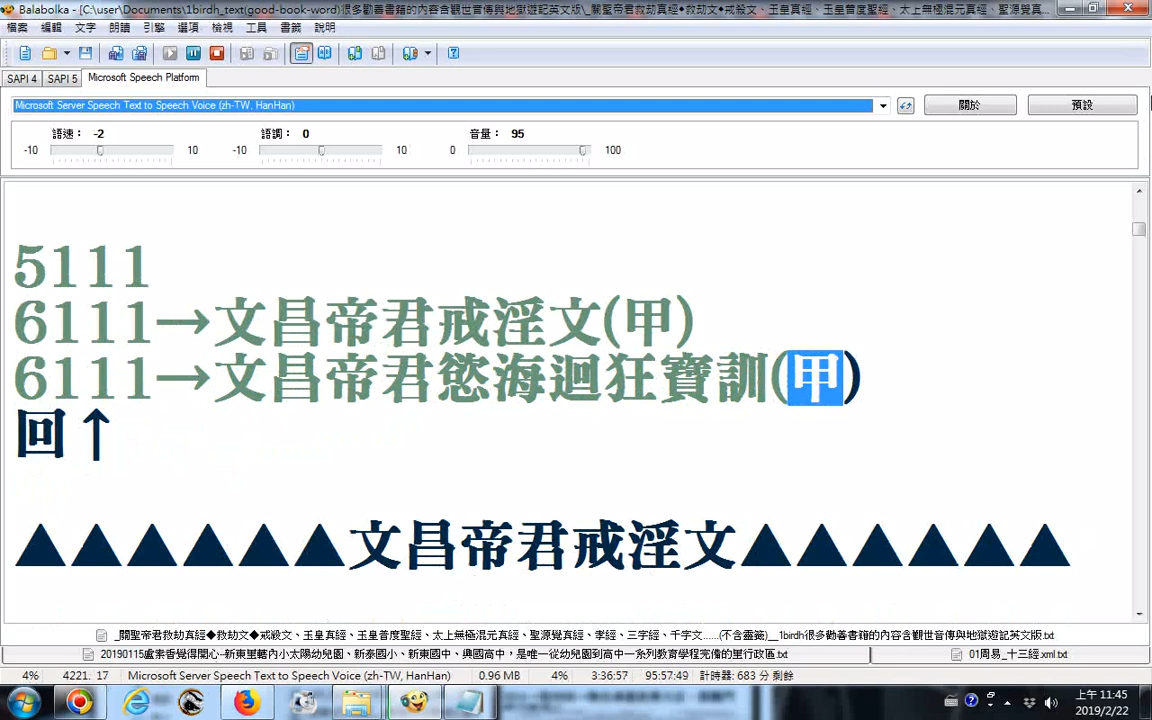 Balabolka - [C:\user\Documents\1birdh_text(good-book-word)很多勸善書籍的內容含觀世音傳與地獄遊記英文版\_關聖帝君救劫真經◆救劫文◆戒殺文、玉皇真經、玉皇普度聖經、太上無極混元真經、聖源覺真...
檔案 編輯 文字 朗讀 引擎 選項 檢視 工具 書籤 說明
SAPI 4 SAPI 5 Microsoft Speech Platform
Microsoft Server Speech Text to Speech Voice (zh-TW, HanHan) 關於 預設
語速： -2 語調： 0 音量： 95
-10 10 -10 10 0 100
5111
6111→文昌帝君戒淫文(甲)
6111→文昌帝君慾海迴狂寶訓(甲)
回↑
▲▲▲▲▲▲文昌帝君戒淫文▲▲▲▲▲▲
_關聖帝君救劫真經◆救劫文◆戒殺文、玉皇真經、玉皇普度聖經、太上無極混元真經、聖源覺真經、孝經、三字經、千字文......(不含靈籤)__1birdh很多勸善書籍的內容含觀世音傳與地獄遊記英文版.txt
20190115盧素香覺得開心--新東里轄內小太陽幼兒園、新泰國小、新東國中、興國高中，是唯一從幼兒園到高中一系列教育學程完備的里行政區.txt 01周易_十三經.xml.txt
4% 4221: 17 Microsoft Server Speech Text to Speech Voice (zh-TW, HanHan) 0.96 MB 4% 3:36:57 95:57:49 計時器: 683 分 剩餘
上午 11:45
2019/2/22